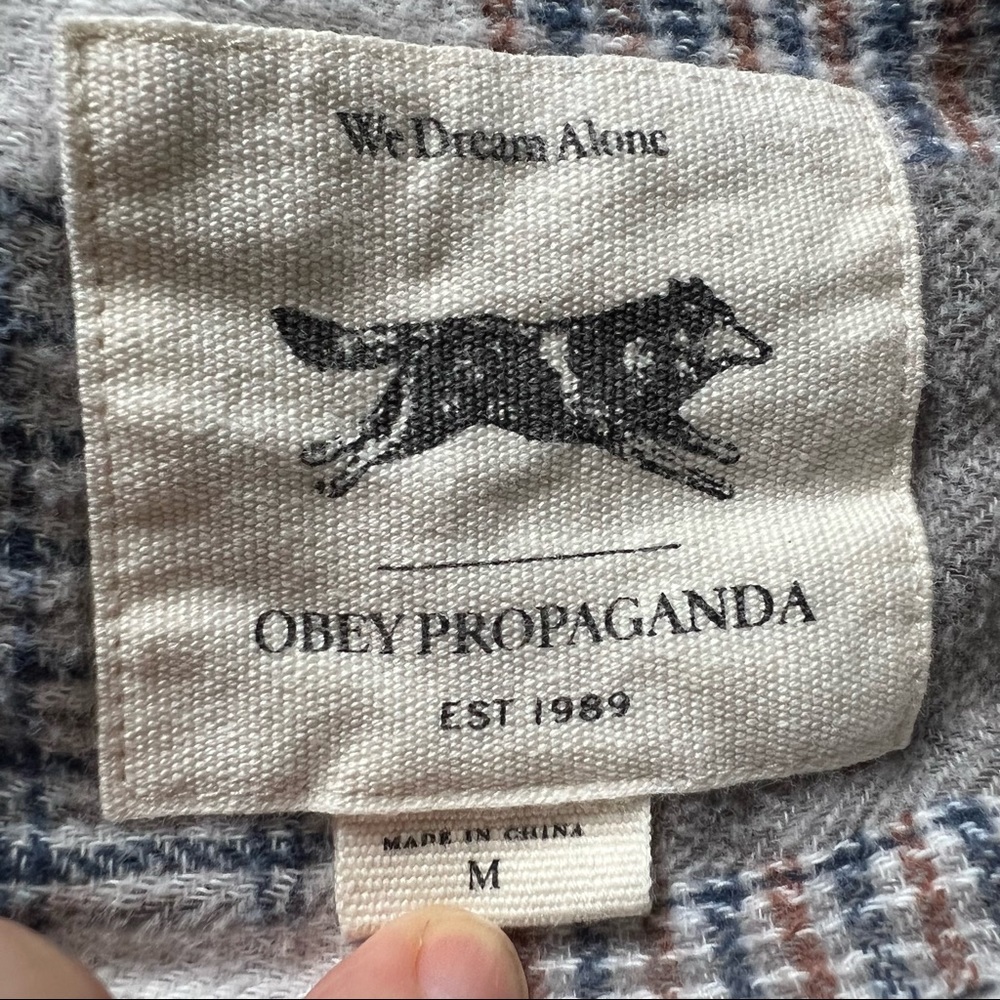 We Dream Alone
OBEY PROPAGANDA
EST 1989
MADE IN CHINA
M